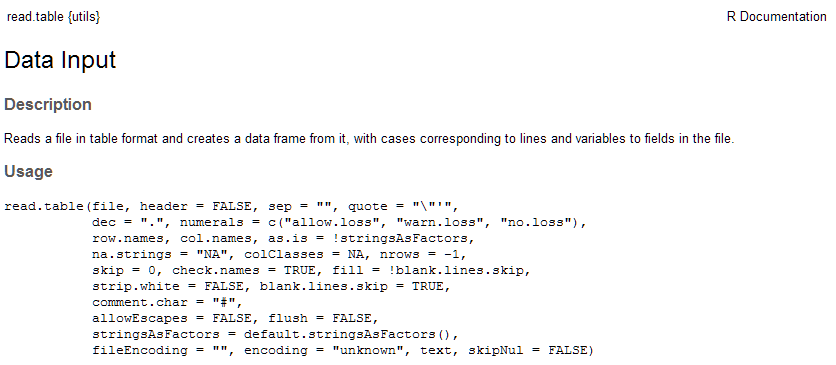 read.table {utils}
R Documentation
Data Input
Description
Reads a file in table format and creates a data frame from it, with cases corresponding to lines and variables to fields in the file.
Usage
read.table(file, header = FALSE, sep = "", quote = "\"'",
           dec = ".", numerals = c("allow.loss", "warn.loss", "no.loss"),
           row.names, col.names, as.is = !stringsAsFactors,
           na.strings = "NA", colClasses = NA, nrows = -1,
           skip = 0, check.names = TRUE, fill = !blank.lines.skip,
           strip.white = FALSE, blank.lines.skip = TRUE,
           comment.char = "#",
           allowEscapes = FALSE, flush = FALSE,
           stringsAsFactors = default.stringsAsFactors(),
           fileEncoding = "", encoding = "unknown", text, skipNul = FALSE)